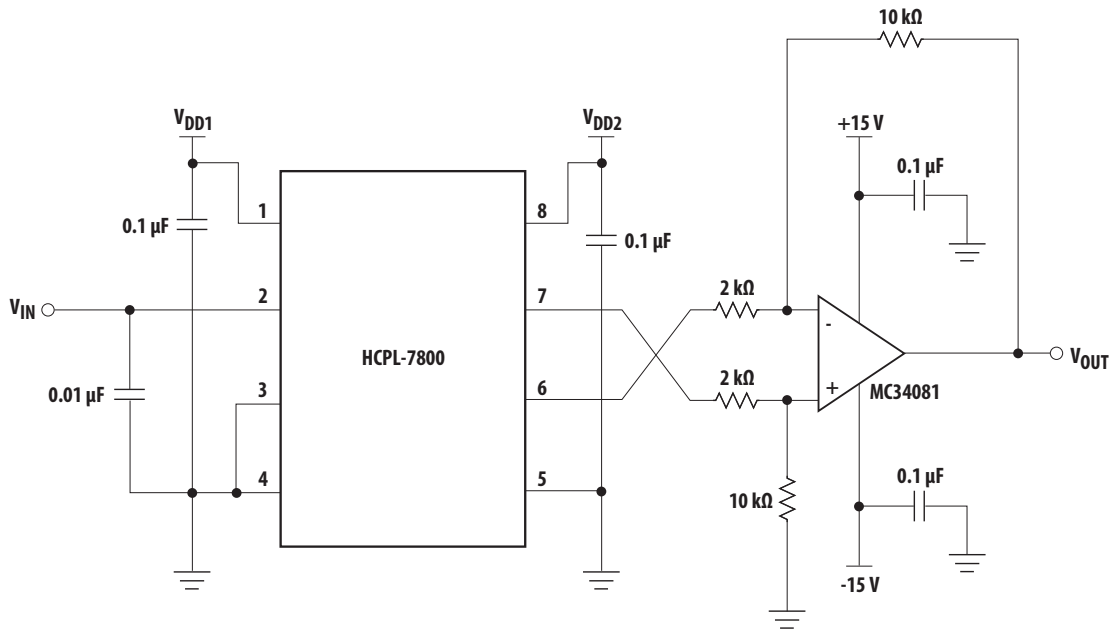 10 kΩ
VDD1
VDD2
+15 V
0.1 µF
1
8
0.1 µF
0.1 µF
2 kΩ
VIN
2
7
-
HCPL-7800
VOUT
0.01 µF
3
6
2 kΩ
+
MC34081
4
5
0.1 µF
10 kΩ
-15 V